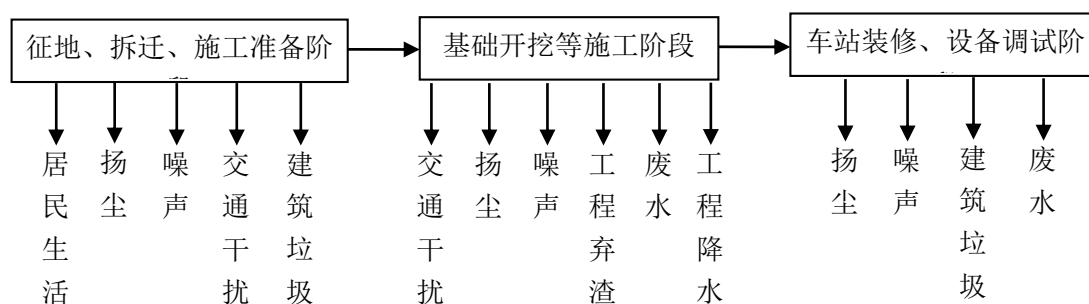 征地、拆迁、施工准备阶
基础开挖等施工阶段
车站装修、设备调试阶
居民生活
扬尘
噪声
交通干扰
建筑垃圾
交通干扰
扬尘
噪声
工程弃渣
废水
工程降水
扬尘
噪声
建筑垃圾
废水